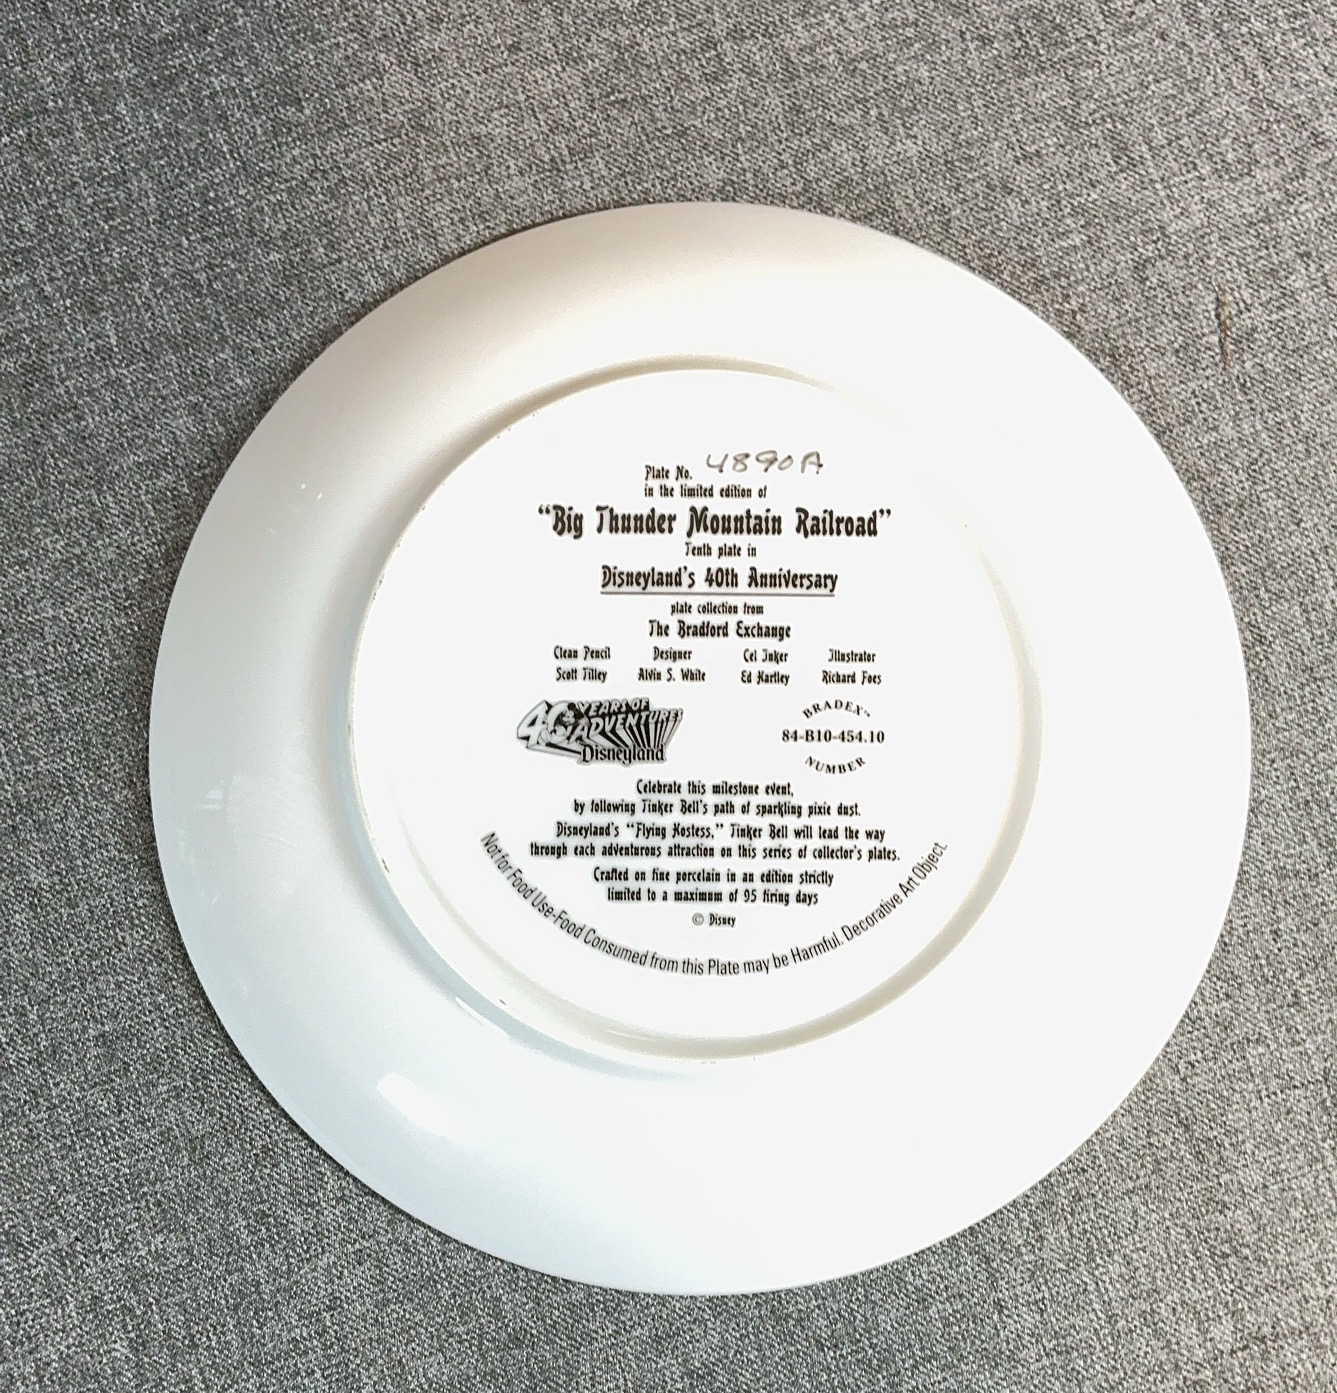 Plate No. 4890A
in the limited edition of
“Big Thunder Mountain Railroad”
Tenth plate in
Disneyland's 40th Anniversary
plate collection from
The Bradford Exchange
Clean Pencil Designer Cel Inker Illustrator
Scott Tilley Alvin S. White Ed Hartley Richard Foes
40 YEARS OF
ADVENTURES
Disneyland
BRADEX™
84-B10-454.10
NUMBER
Celebrate this milestone event,
by following Tinker Bell's path of sparkling pixie dust.
Disneyland's “Flying Hostess,” Tinker Bell will lead the way
through each adventurous attraction on this series of collector's plates.
Crafted on fine porcelain in an edition strictly
limited to a maximum of 95 firing days
© Disney
Not for Food Use-Food Consumed from this Plate may be Harmful. Decorative Art Object.